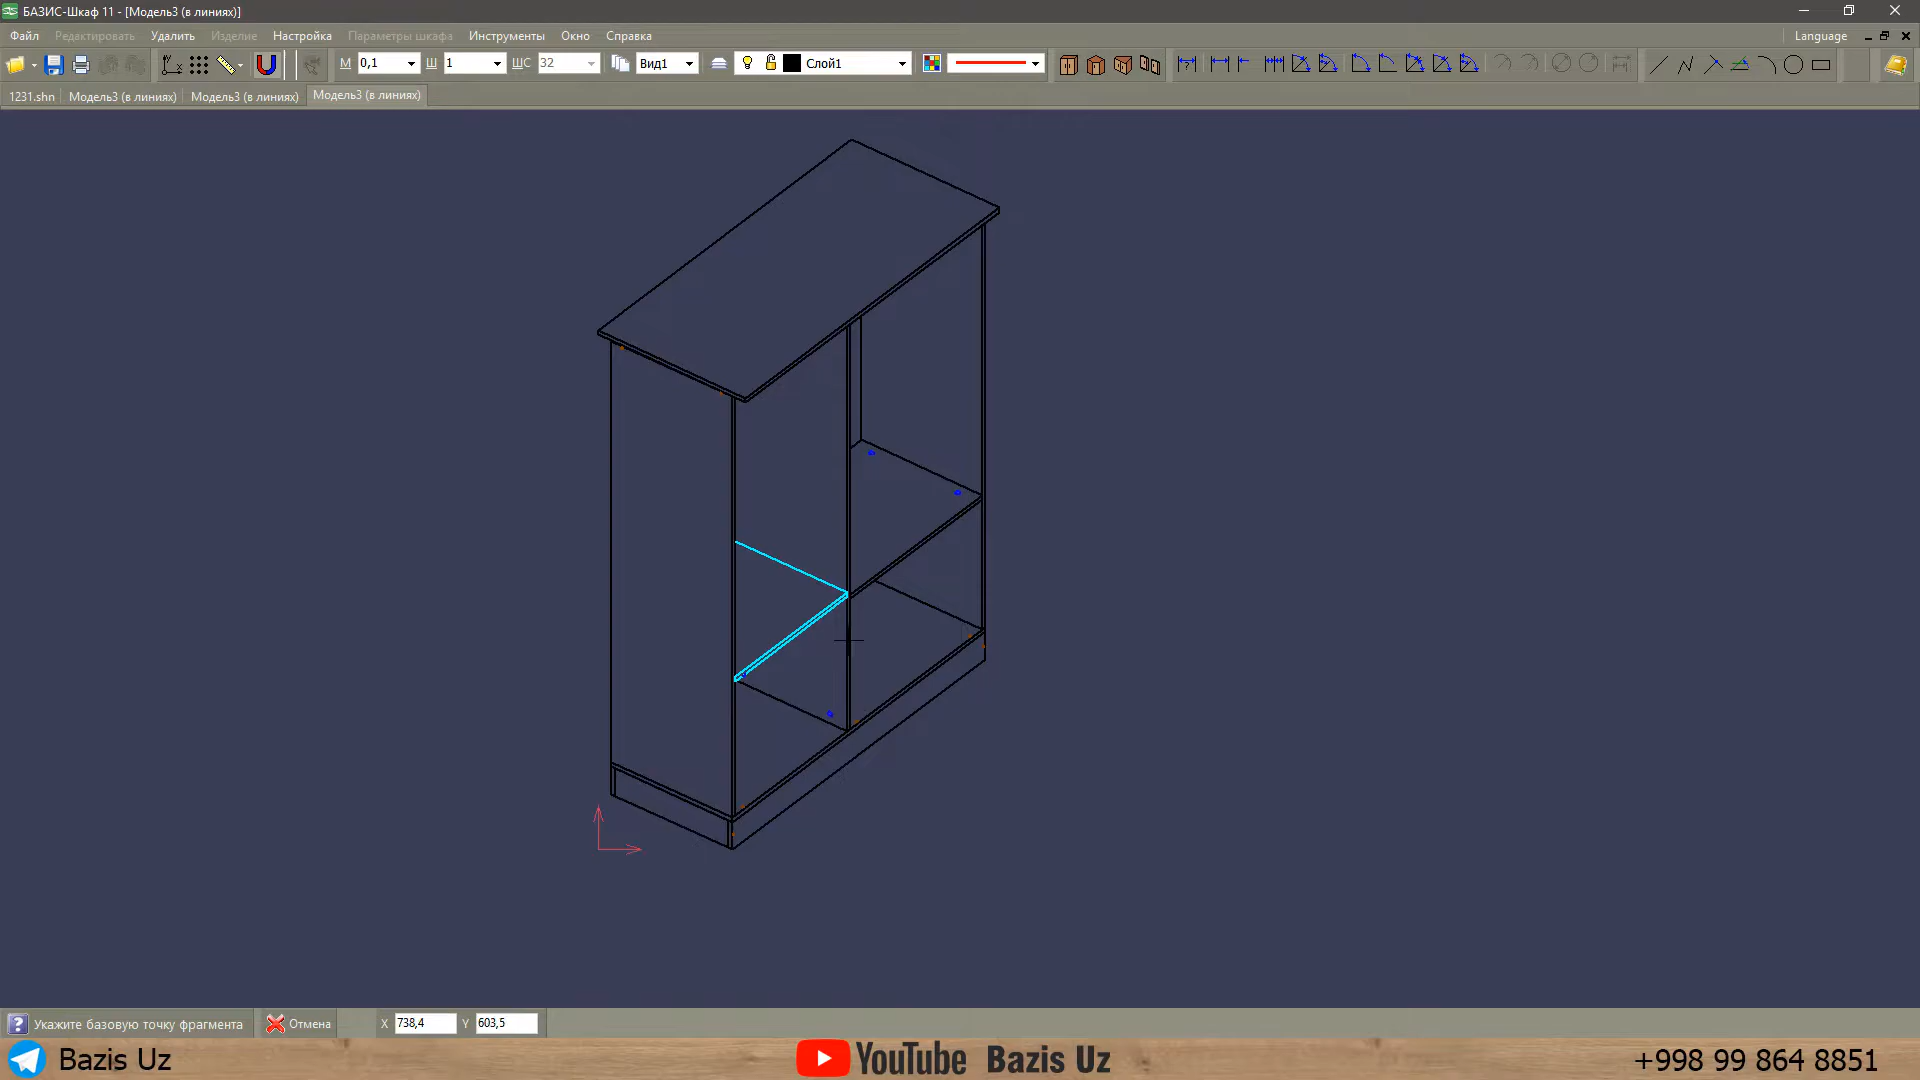 БАЗИС-Шкаф 11 - [Модель3 (в линиях)]
Файл Редактировать Удалить Изделие Настройка Параметры шкафа Инструменты Окно Справка Language
М 0,1 Ш 1 ШС 32 Вид1 Слой1
1231.shn Модель3 (в линиях) Модель3 (в линиях) Модель3 (в линиях)
Укажите базовую точку фрагмента Отмена X 738,4 Y 603,5
Bazis Uz YouTube Bazis Uz +998 99 864 8851